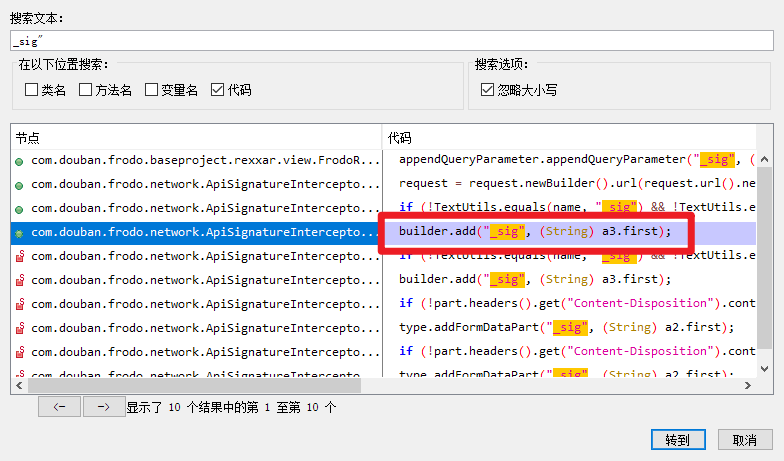 搜索文本:
_sig"
在以下位置搜索:
搜索选项:
类名 方法名 变量名 代码
忽略大小写
节点 代码
com.douban.frodo.baseproject.rexxar.view.FrodoR... appendQueryParameter.appendQueryParameter("_sig", (
com.douban.frodo.network.ApiSignatureIntercepto... request = request.newBuilder().url(request.url().ne
com.douban.frodo.network.ApiSignatureIntercepto... if (!TextUtils.equals(name, "_sig") && !TextUtils.e
com.douban.frodo.network.ApiSignatureIntercepto... builder.add("_sig", (String) a3.first);
com.douban.frodo.network.ApiSignatureIntercepto... if (!TextUtils.equals(name, "_sig") && !TextUtils.e
com.douban.frodo.network.ApiSignatureIntercepto... builder.add("_sig", (String) a3.first);
com.douban.frodo.network.ApiSignatureIntercepto... if (!part.headers().get("Content-Disposition").cont
com.douban.frodo.network.ApiSignatureIntercepto... type.addFormDataPart("_sig", (String) a2.first);
com.douban.frodo.network.ApiSignatureIntercepto... if (!part.headers().get("Content-Disposition").cont
com.douban.frodo.network.ApiSignatureIntercepto... type.addFormDataPart("_sig", (String) a2.first);
<- -> 显示了 10 个结果中的第 1 至第 10 个
转到 取消